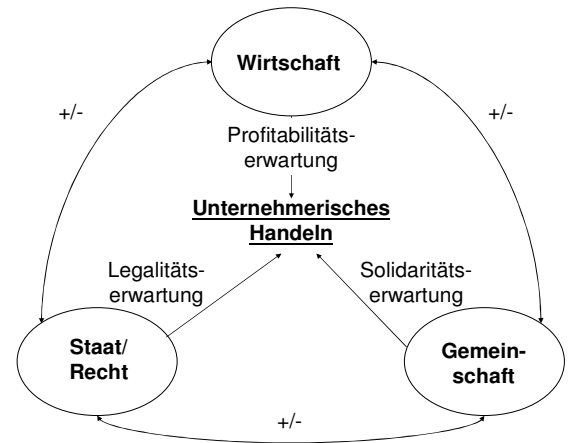 Wirtschaft
+/-
+/-
Profitabilitäts-
erwartung
Unternehmerisches
Handeln
Legalitäts-
erwartung
Solidaritäts-
erwartung
Staat/
Recht
Gemein-
schaft
+/-